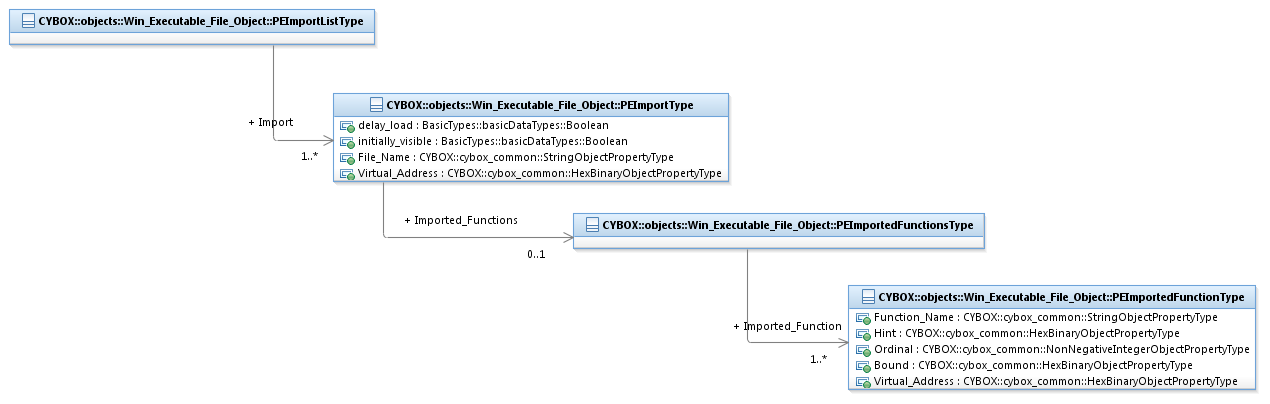 CYBOX::objects::Win_Executable_File_Object::PEImportListType
+ Import
1..*
CYBOX::objects::Win_Executable_File_Object::PEImportType
delay_load : BasicTypes::basicDataTypes::Boolean
initially_visible : BasicTypes::basicDataTypes::Boolean
File_Name : CYBOX::cybox_common::StringObjectPropertyType
Virtual_Address : CYBOX::cybox_common::HexBinaryObjectPropertyType
+ Imported_Functions
0..1
CYBOX::objects::Win_Executable_File_Object::PEImportedFunctionsType
+ Imported_Function
1..*
CYBOX::objects::Win_Executable_File_Object::PEImportedFunctionType
Function_Name : CYBOX::cybox_common::StringObjectPropertyType
Hint : CYBOX::cybox_common::HexBinaryObjectPropertyType
Ordinal : CYBOX::cybox_common::NonNegativeIntegerObjectPropertyType
Bound : CYBOX::cybox_common::HexBinaryObjectPropertyType
Virtual_Address : CYBOX::cybox_common::HexBinaryObjectPropertyType